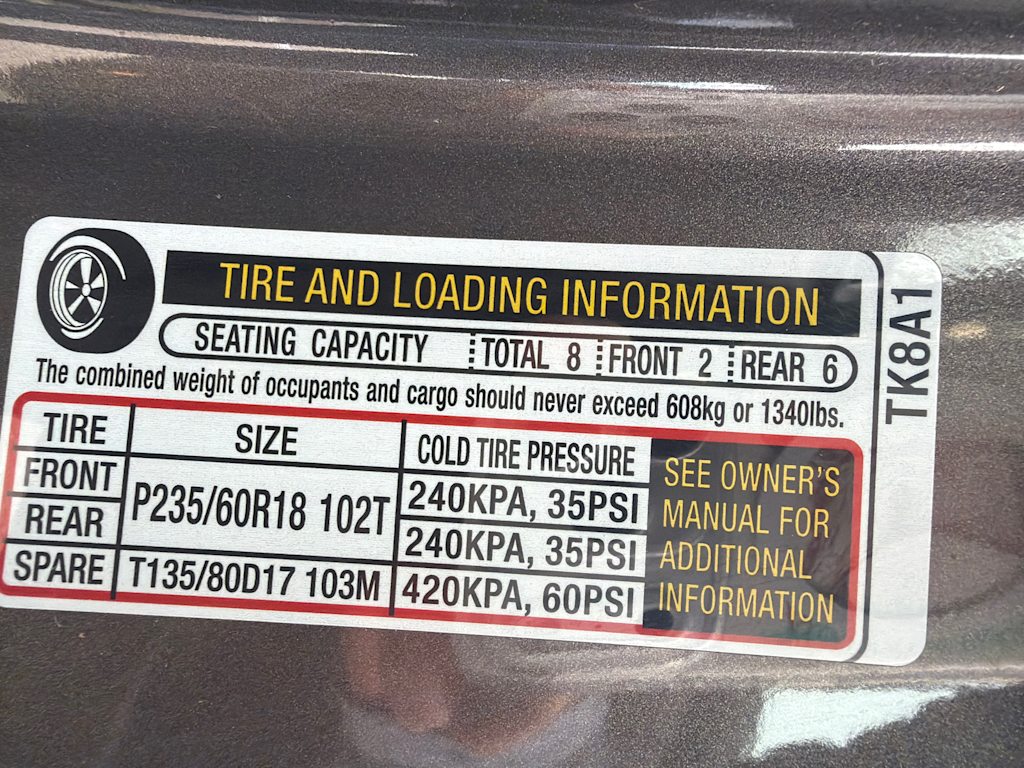 TIRE AND LOADING INFORMATION
SEATING CAPACITY TOTAL 8 FRONT 2 REAR 6
The combined weight of occupants and cargo should never exceed 608kg or 1340lbs.
TIRE SIZE COLD TIRE PRESSURE
FRONT P235/60R18 102T 240KPA, 35PSI
REAR 240KPA, 35PSI
SPARE T135/80D17 103M 420KPA, 60PSI
SEE OWNER'S
MANUAL FOR
ADDITIONAL
INFORMATION
TK8A1